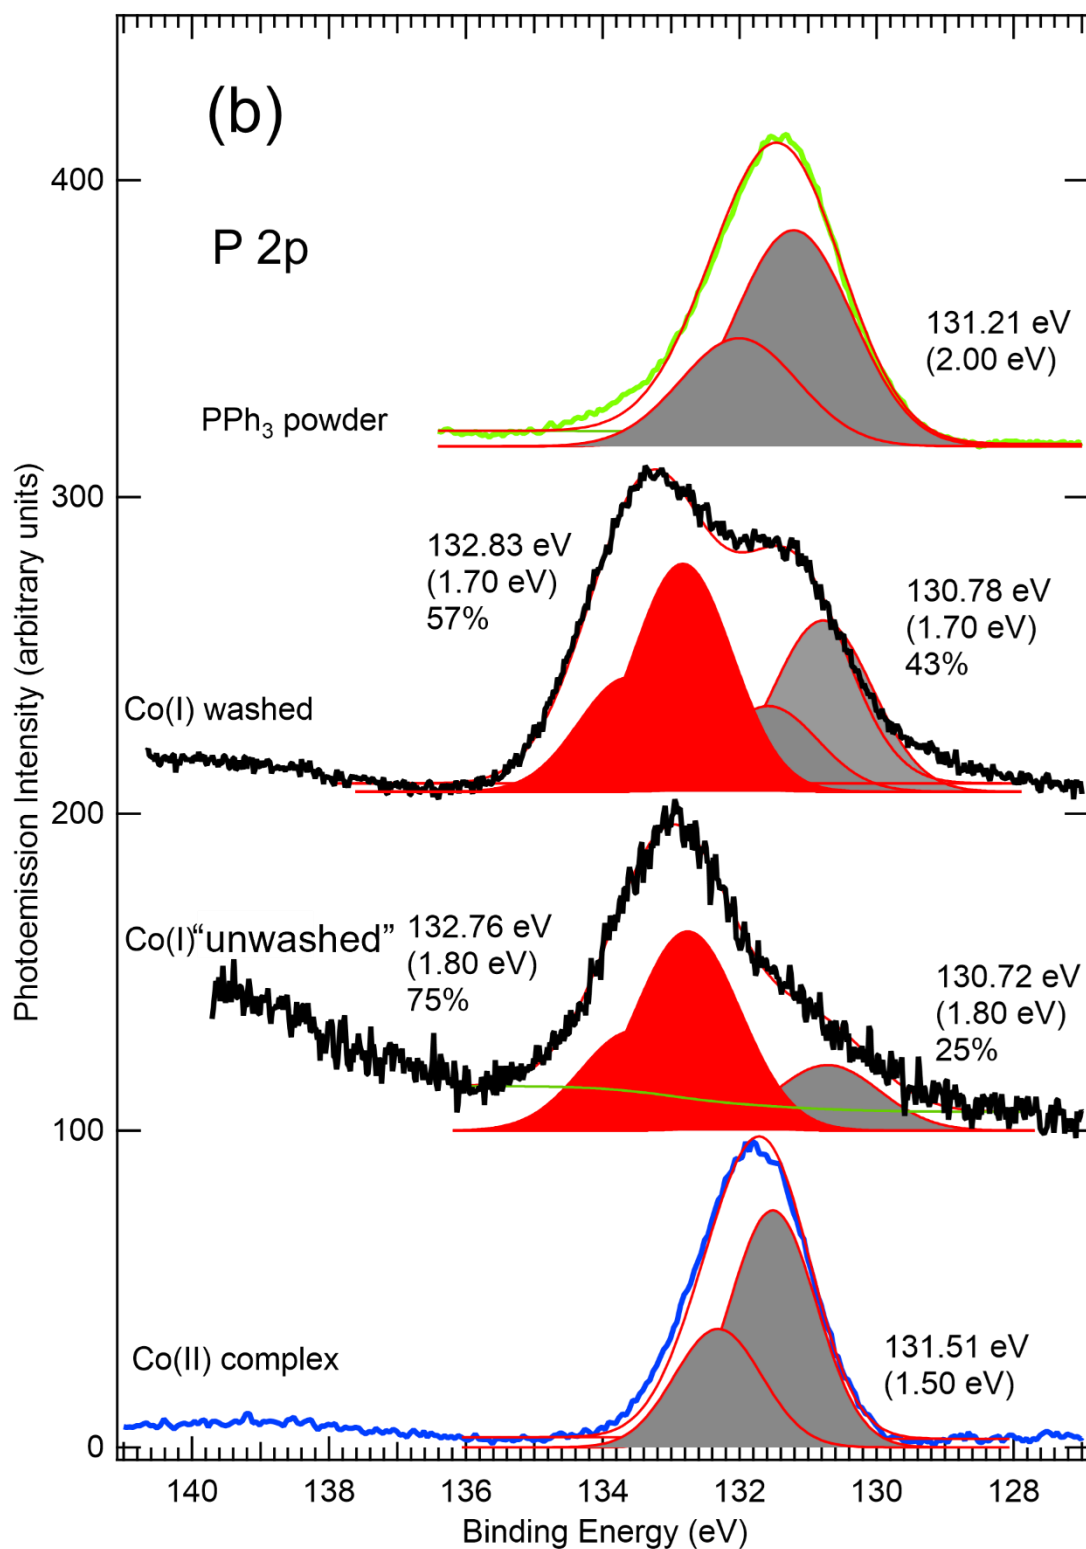 (b)
P 2p
400
131.21 eV
(2.00 eV)
PPh₃ powder
300
132.83 eV
(1.70 eV)
57%
130.78 eV
(1.70 eV)
43%
Co(I) washed
200
Co(I)“unwashed”
132.76 eV
(1.80 eV)
75%
130.72 eV
(1.80 eV)
25%
100
Co(II) complex
131.51 eV
(1.50 eV)
0
Photoemission Intensity (arbitrary units)
140 138 136 134 132 130 128
Binding Energy (eV)